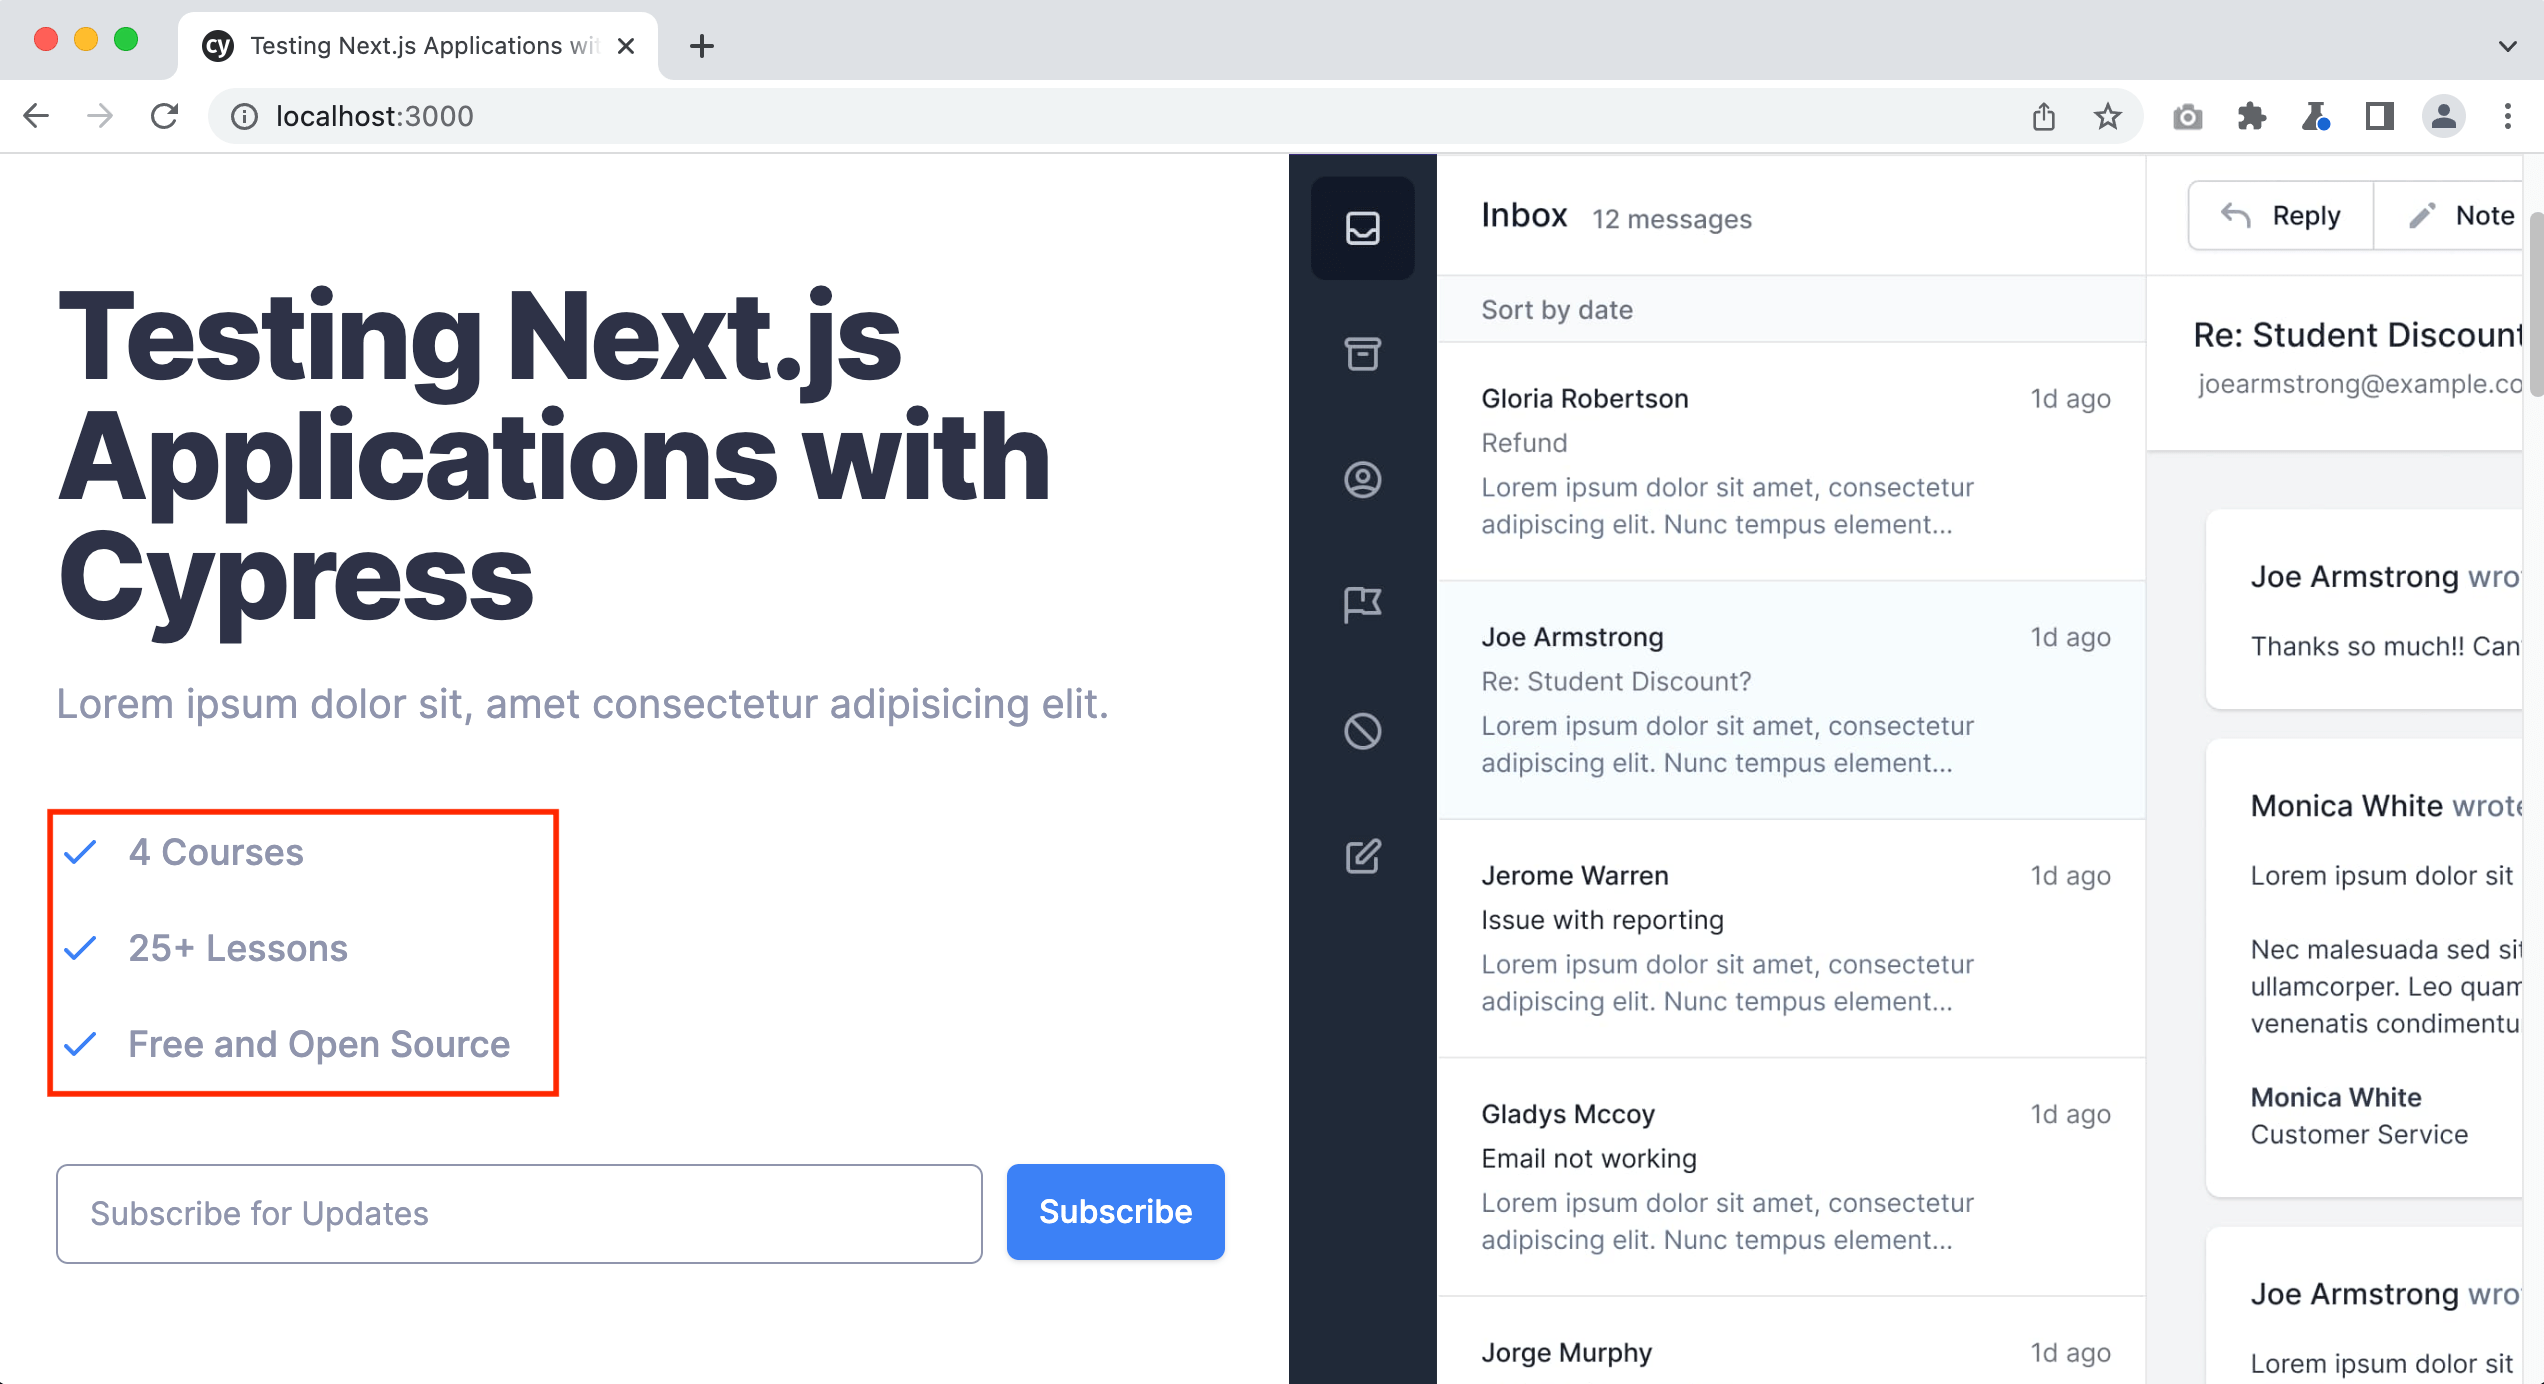 cy Testing Next.js Applications wit
localhost:3000
Testing Next.js
Applications with
Cypress
Lorem ipsum dolor sit, amet consectetur adipisicing elit.
4 Courses
25+ Lessons
Free and Open Source
Subscribe for Updates
Subscribe
Inbox 12 messages
Sort by date
Gloria Robertson 1d ago
Refund
Lorem ipsum dolor sit amet, consectetur
adipiscing elit. Nunc tempus element...
Joe Armstrong 1d ago
Re: Student Discount?
Lorem ipsum dolor sit amet, consectetur
adipiscing elit. Nunc tempus element...
Jerome Warren 1d ago
Issue with reporting
Lorem ipsum dolor sit amet, consectetur
adipiscing elit. Nunc tempus element...
Gladys Mccoy 1d ago
Email not working
Lorem ipsum dolor sit amet, consectetur
adipiscing elit. Nunc tempus element...
Jorge Murphy 1d ago
Reply Note
Re: Student Discount
joearmstrong@example.co
Joe Armstrong wro
Thanks so much!! Can
Monica White wrote
Lorem ipsum dolor sit
Nec malesuada sed sit
ullamcorper. Leo quam
venenatis condimentu
Monica White
Customer Service
Joe Armstrong wro
Lorem ipsum dolor sit